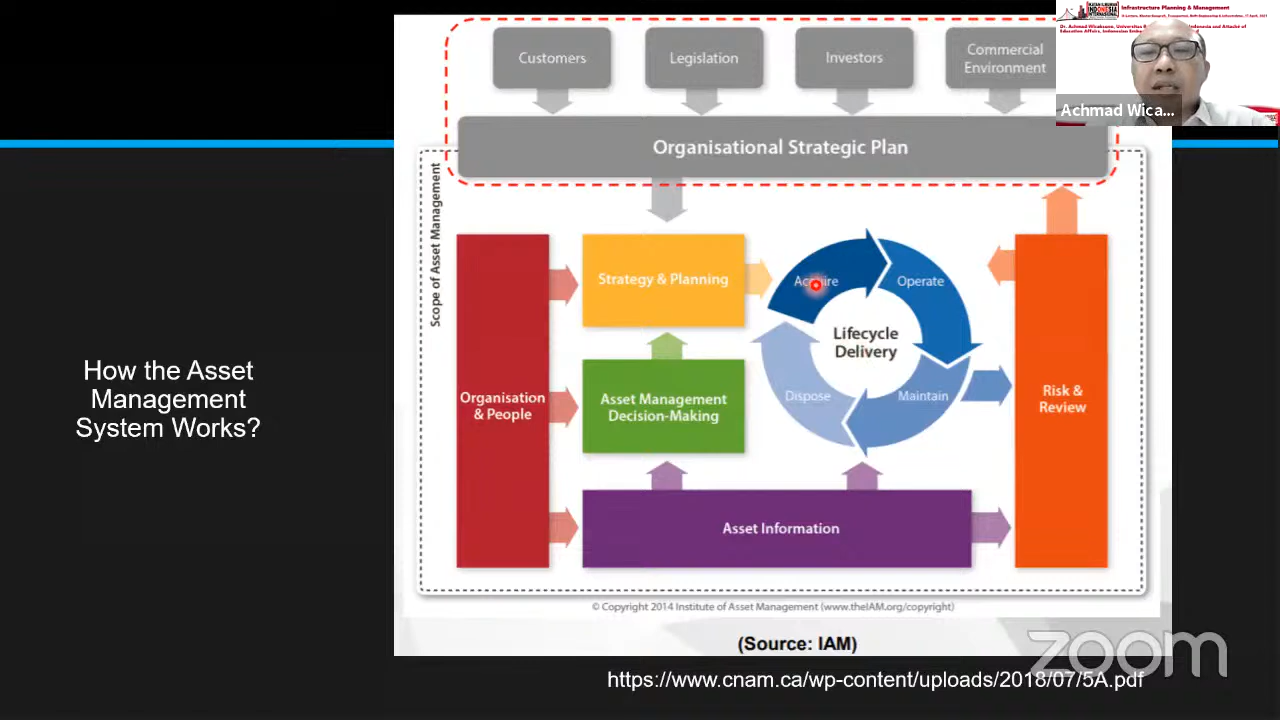 Infrastructure Planning & Management
Achmad Wica...
Customers
Legislation
Investors
Commercial
Environment
Organisational Strategic Plan
Scope of Asset Management
Strategy & Planning
Acquire
Operate
Lifecycle
Delivery
Dispose
Maintain
Organisation
& People
Asset Management
Decision-Making
Risk &
Review
Asset Information
How the Asset
Management
System Works?
© Copyright 2014 Institute of Asset Management (www.theIAM.org/copyright)
(Source: IAM)
zoom
https://www.cnam.ca/wp-content/uploads/2018/07/5A.pdf